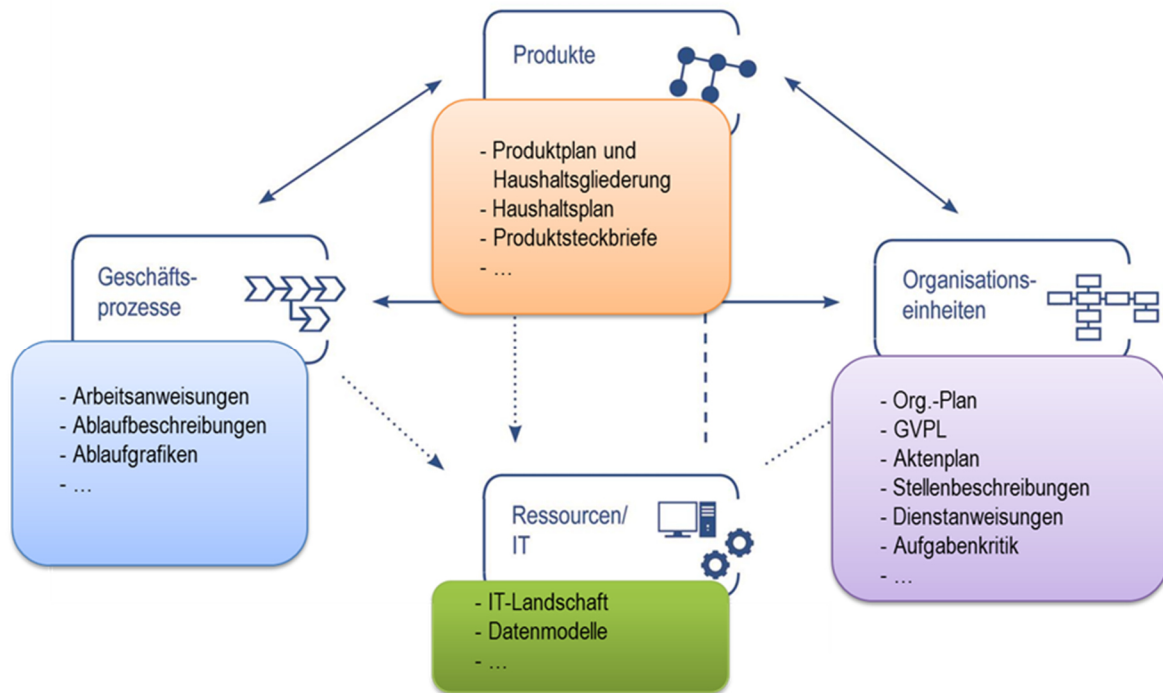 Produkte
- Produktplan und
Haushaltsgliederung
- Haushaltsplan
- Produktsteckbriefe
- ...
Geschäfts-
prozesse
- Arbeitsanweisungen
- Ablaufbeschreibungen
- Ablaufgrafiken
- ...
Organisations-
einheiten
- Org.-Plan
- GVPL
- Aktenplan
- Stellenbeschreibungen
- Dienstanweisungen
- Aufgabenkritik
- ...
Ressourcen/
IT
- IT-Landschaft
- Datenmodelle
- ...